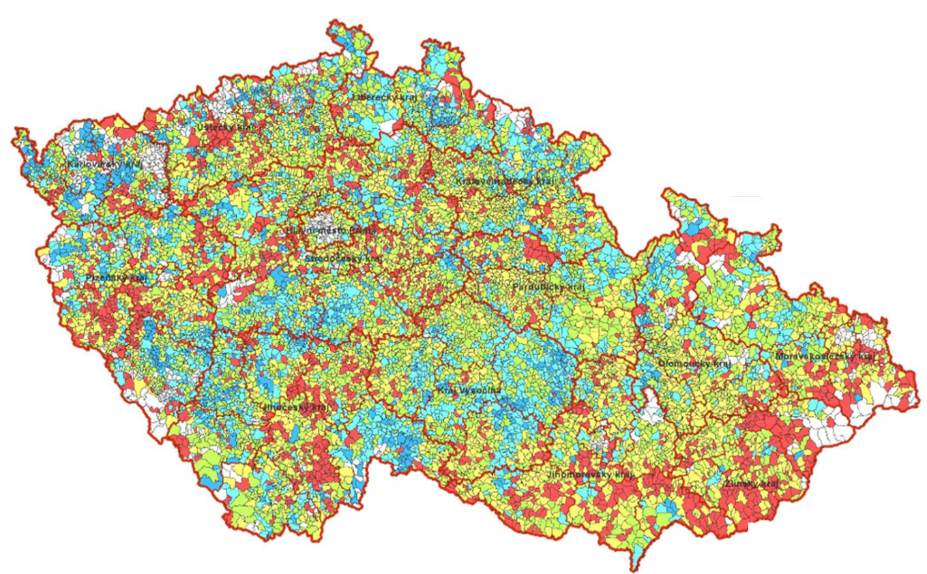 Liberecký kraj
Ústecký kraj
Karlovarský kraj
Královéhradecký kraj
Hlavní město Praha
Středočeský kraj
Plzeňský kraj
Pardubický kraj
Moravskoslezský kraj
Olomoucký kraj
Kraj Vysočina
Jihočeský kraj
Jihomoravský kraj
Zlínský kraj